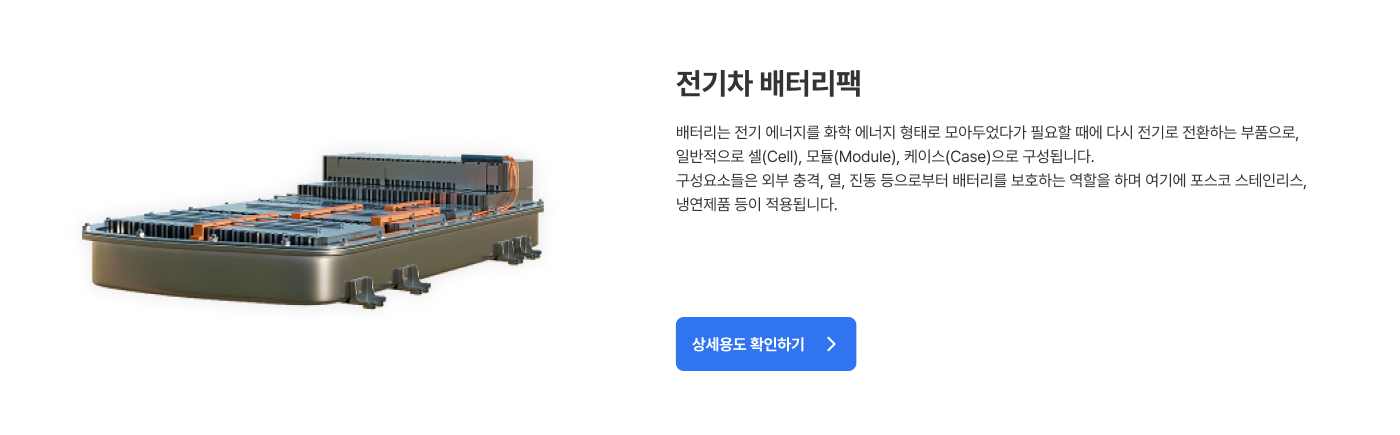 전기차 배터리팩
배터리는 전기 에너지를 화학 에너지 형태로 모아두었다가 필요할 때에 다시 전기로 전환하는 부품으로,
일반적으로 셀(Cell), 모듈(Module), 케이스(Case)으로 구성됩니다.
구성요소들은 외부 충격, 열, 진동 등으로부터 배터리를 보호하는 역할을 하며 여기에 포스코 스테인리스,
냉연제품 등이 적용됩니다.
상세용도 확인하기